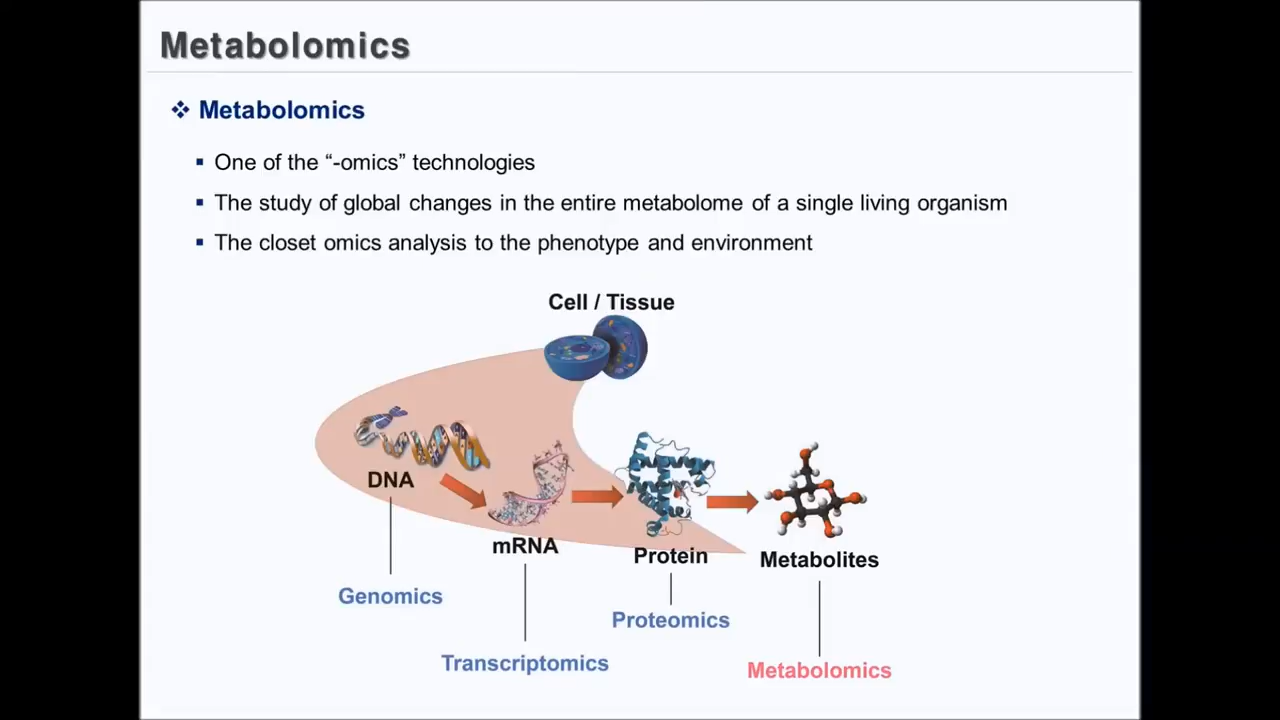 Metabolomics
Metabolomics
One of the “-omics” technologies
The study of global changes in the entire metabolome of a single living organism
The closet omics analysis to the phenotype and environment
Cell / Tissue
DNA
mRNA
Protein
Metabolites
Genomics
Proteomics
Transcriptomics
Metabolomics